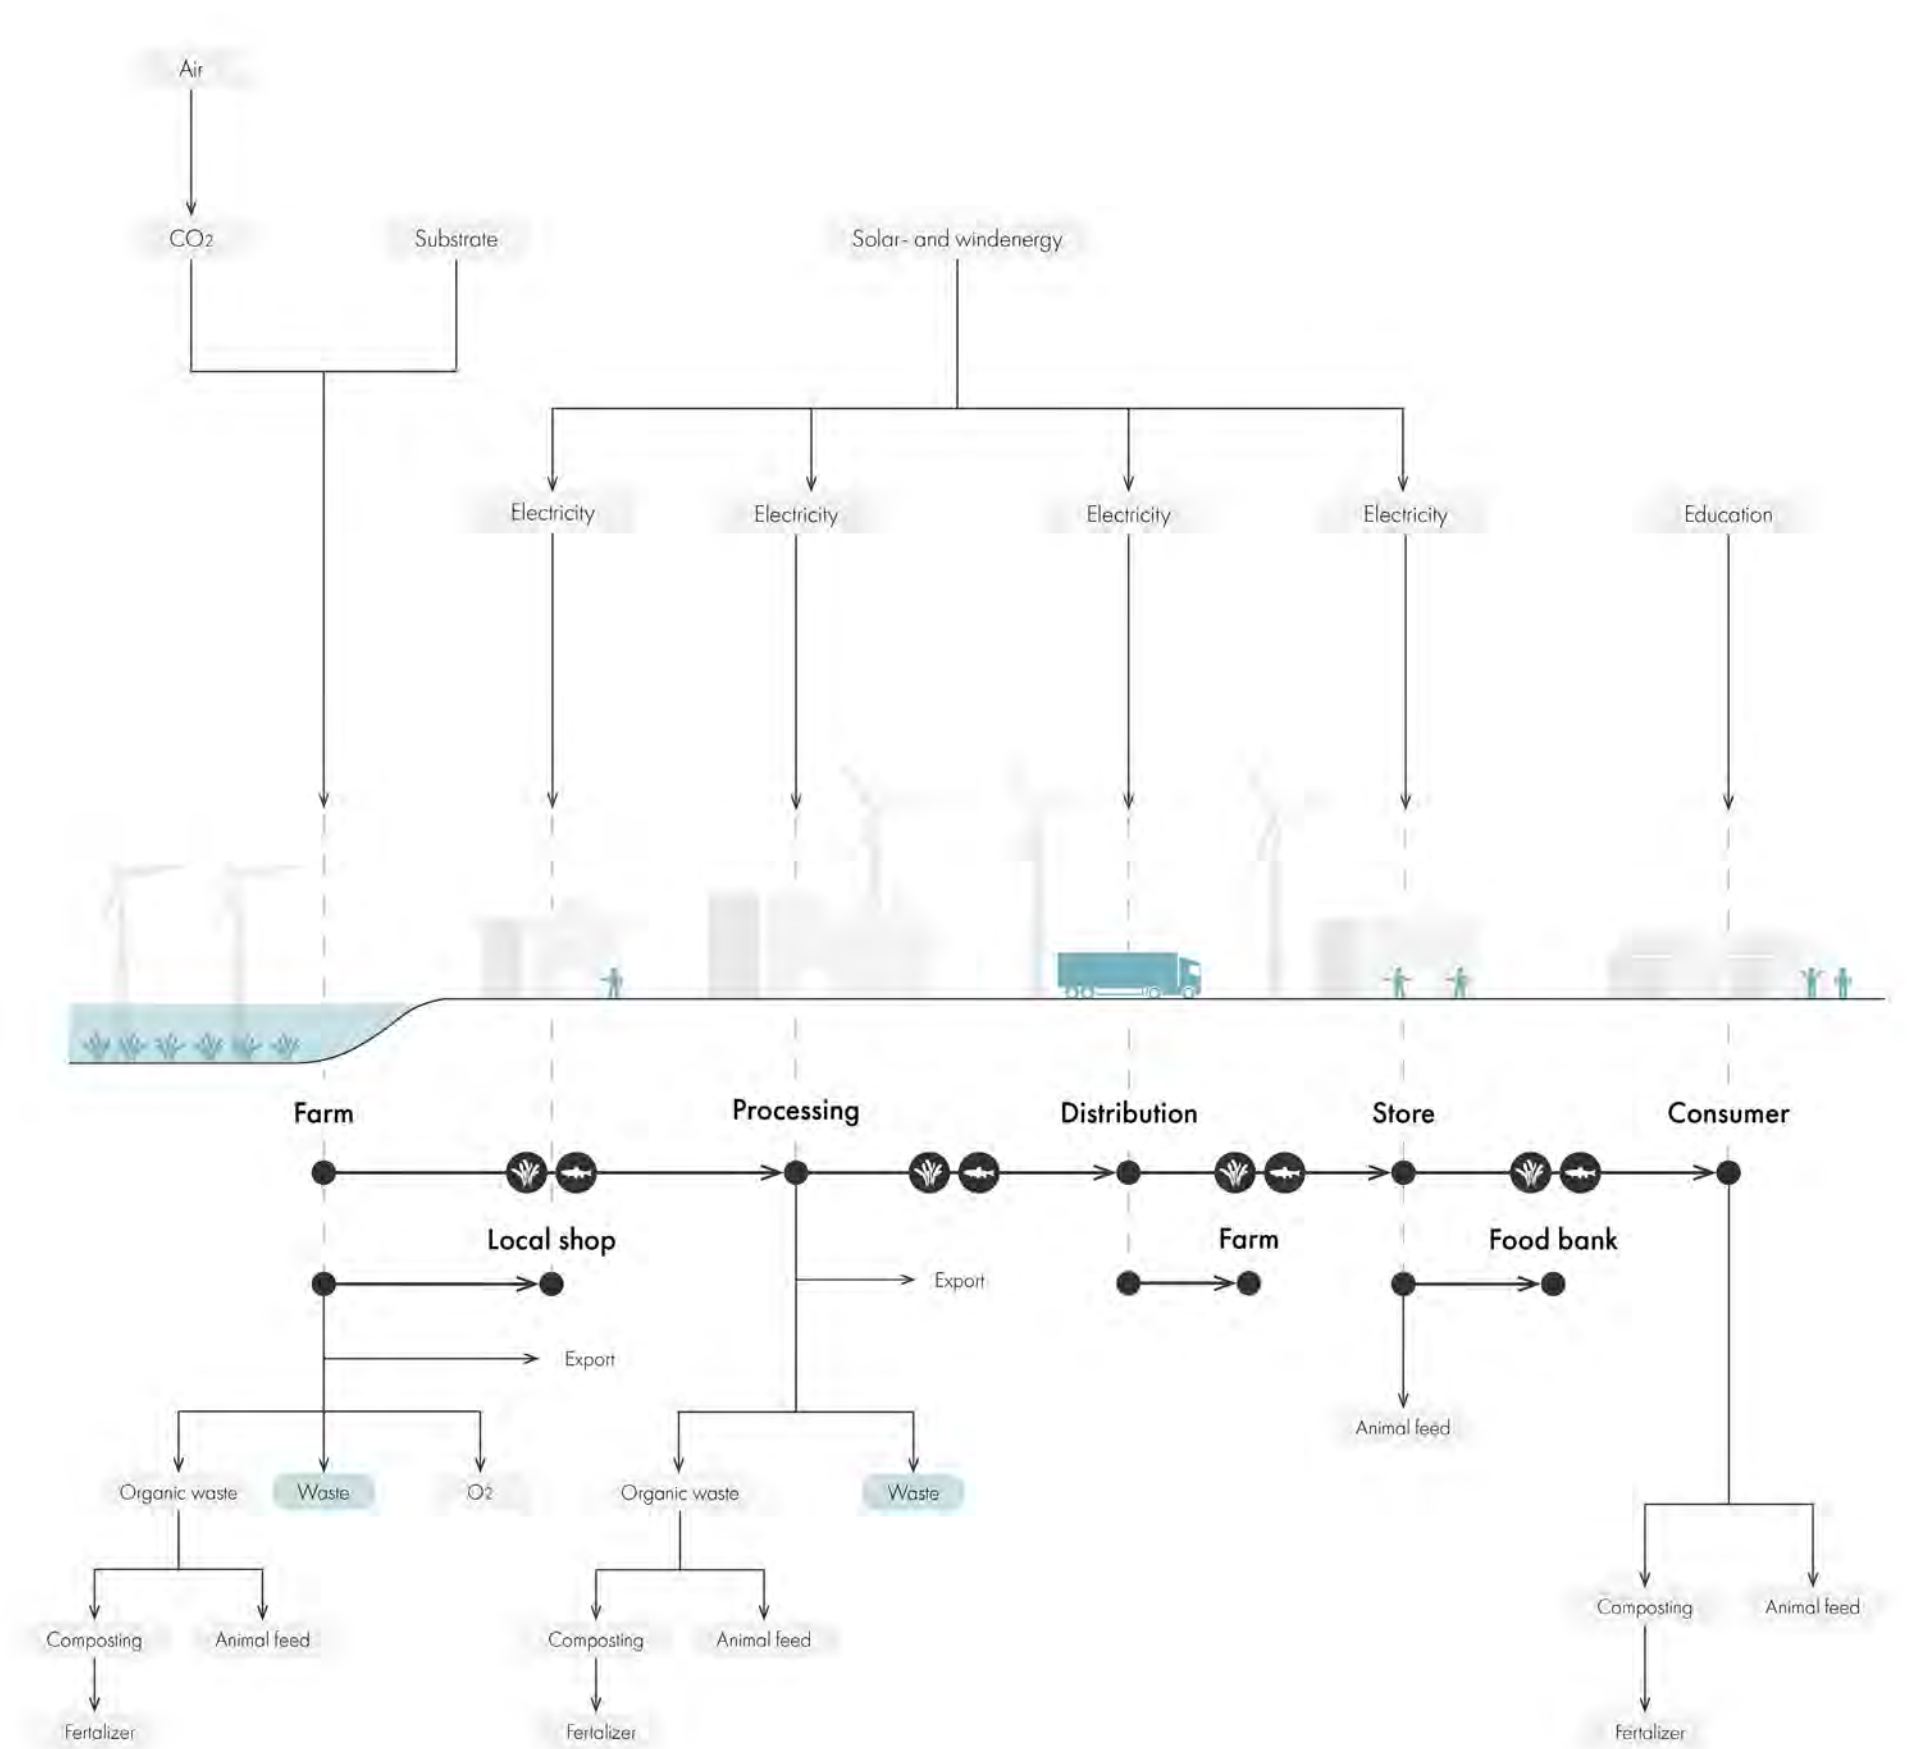 Air
CO2
Substrate
Solar- and windenergy
Electricity
Electricity
Electricity
Electricity
Education
Farm
Processing
Distribution
Store
Consumer
Local shop
Farm
Food bank
Export
Export
Animal feed
Organic waste
Waste
O2
Organic waste
Waste
Composting
Animal feed
Composting
Animal feed
Composting
Animal feed
Fertalizer
Fertalizer
Fertalizer